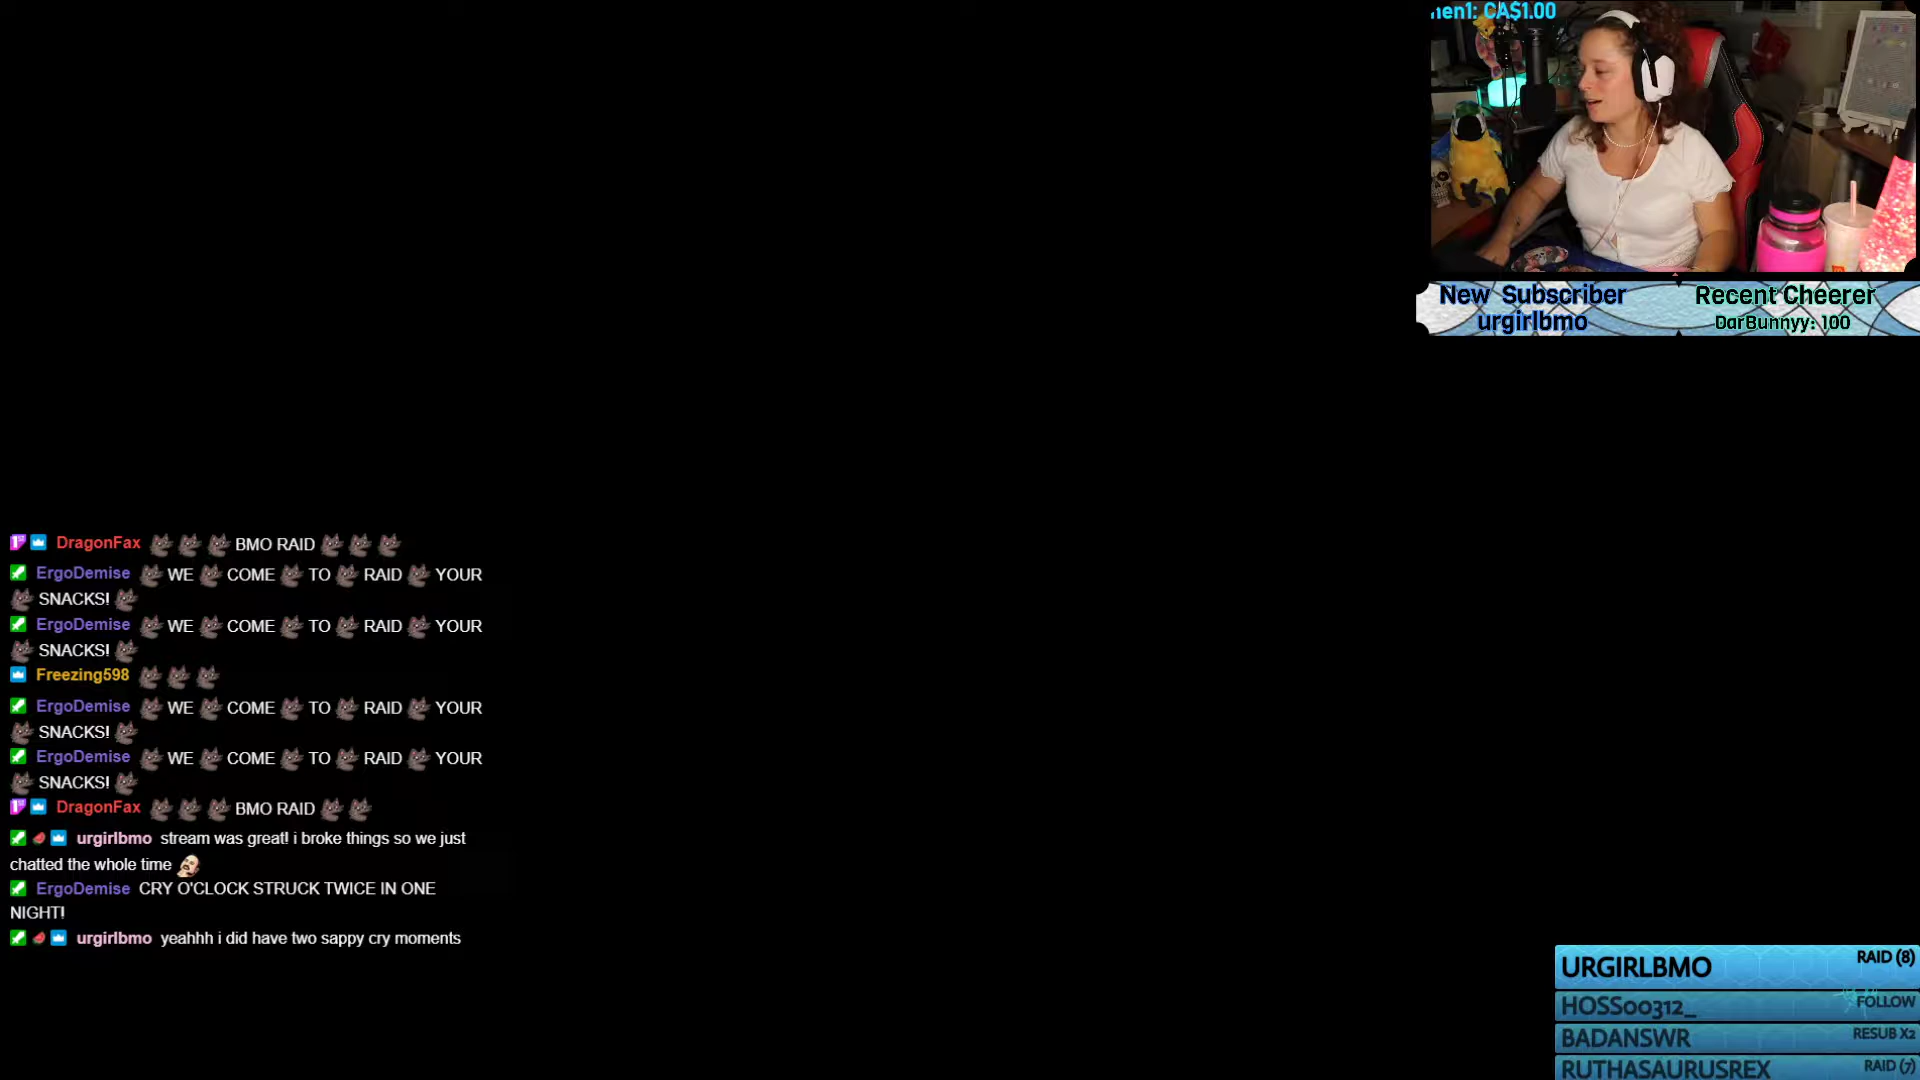 nen1: CA$1.00
New Subscriber
urgirlbmo
Recent Cheerer
DarBunnyy: 100
DragonFax BMO RAID
ErgoDemise WE COME TO RAID YOUR
SNACKS!
ErgoDemise WE COME TO RAID YOUR
SNACKS!
Freezing598
ErgoDemise WE COME TO RAID YOUR
SNACKS!
ErgoDemise WE COME TO RAID YOUR
SNACKS!
DragonFax BMO RAID
urgirlbmo stream was great! i broke things so we just
chatted the whole time
ErgoDemise CRY O'CLOCK STRUCK TWICE IN ONE
NIGHT!
urgirlbmo yeahhh i did have two sappy cry moments
URGIRLBMO RAID (8)
HOSS00312_ FOLLOW
BADANSWR RESUB X2
RUTHASAURUSREX RAID (7)